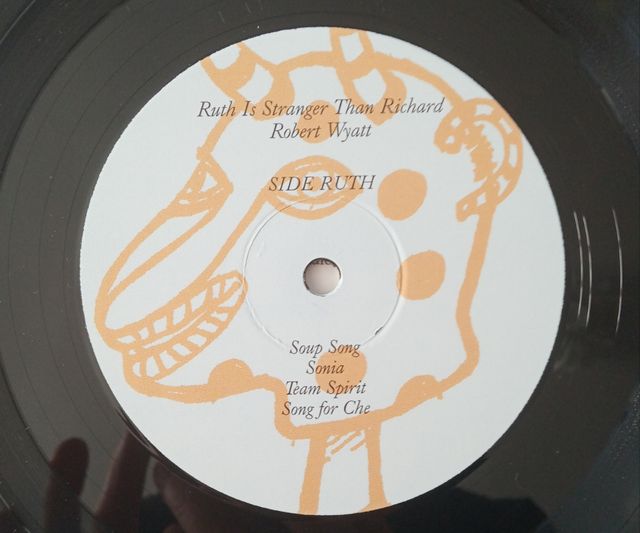 Ruth Is Stranger Than Richard
Robert Wyatt
SIDE RUTH
Soup Song
Sonia
Team Spirit
Song for Che